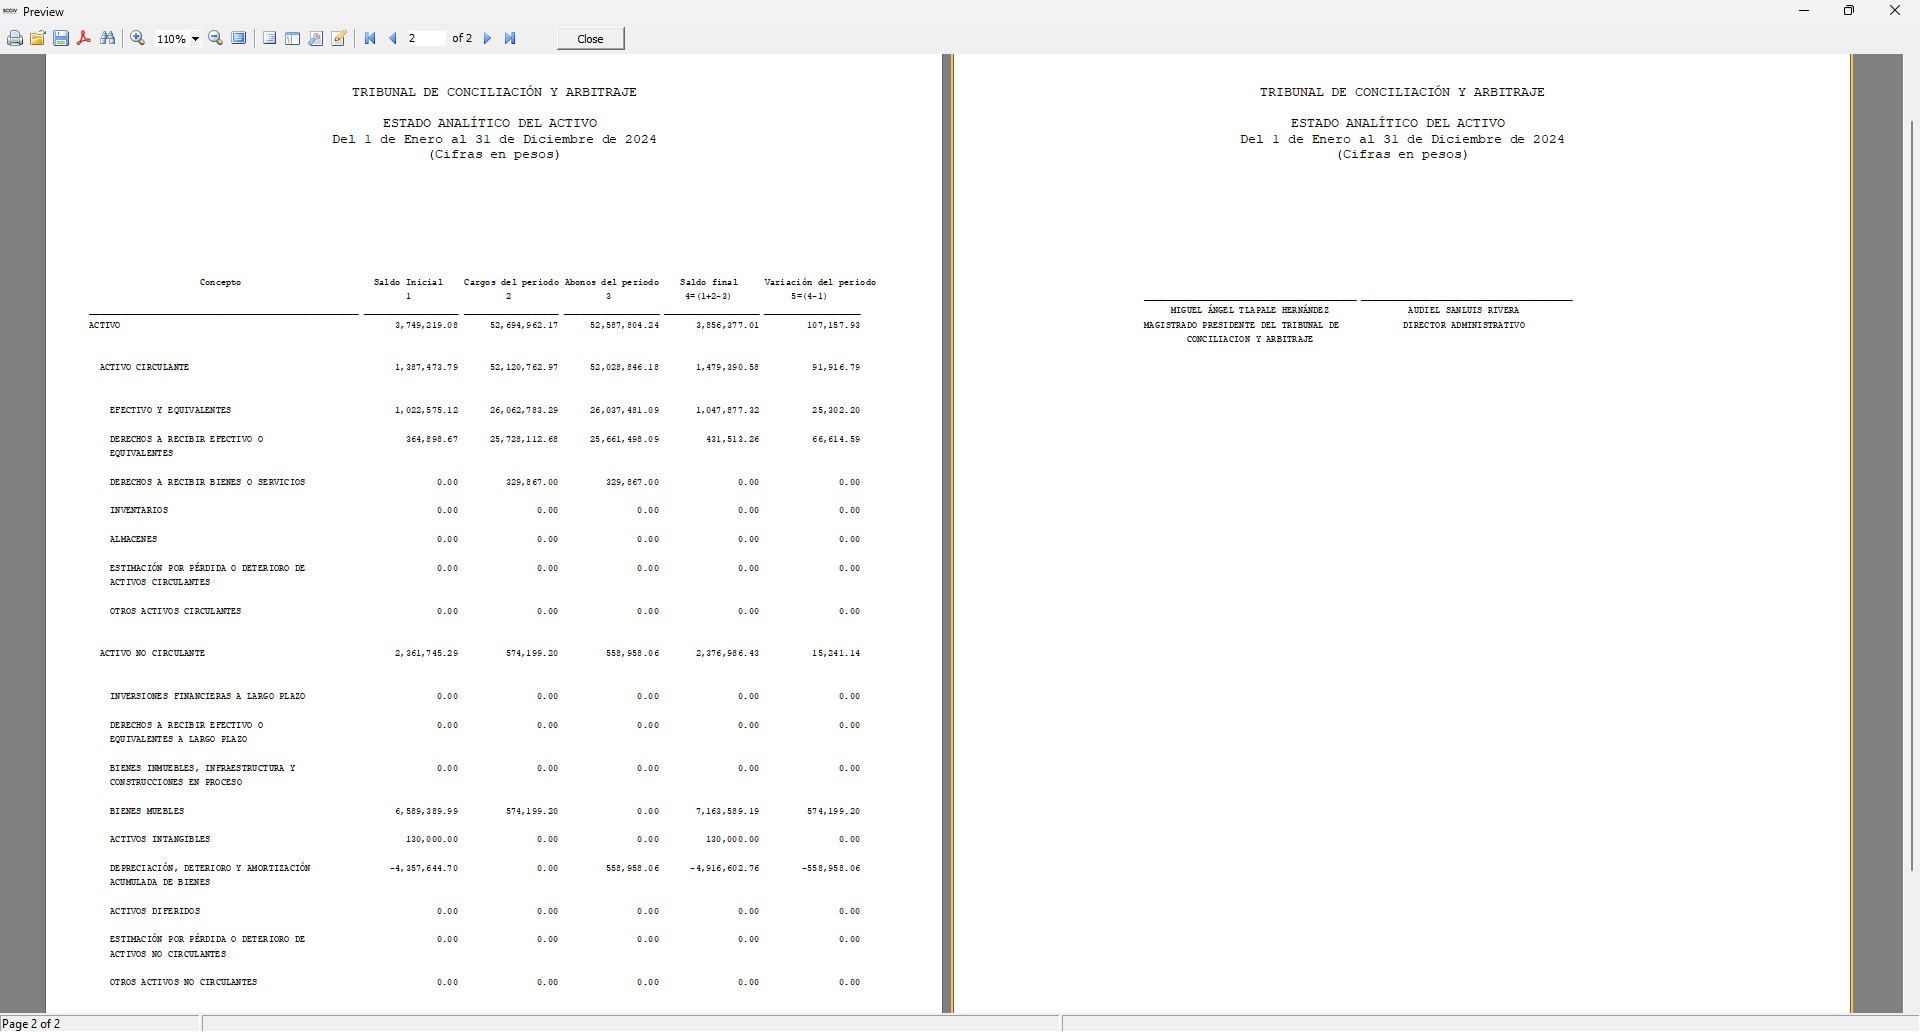 Preview
110%
2 of 2
Close
TRIBUNAL DE CONCILIACIÓN Y ARBITRAJE
ESTADO ANALÍTICO DEL ACTIVO
Del 1 de Enero al 31 de Diciembre de 2024
(Cifras en pesos)
Concepto Saldo Inicial Cargos del periodo Abonos del periodo Saldo final Variación del periodo
1 2 3 4=(1+2-3) 5=(4-1)
ACTIVO 3,749,219.08 52,694,962.17 52,587,804.24 3,856,377.01 107,157.93
ACTIVO CIRCULANTE 1,387,473.79 52,120,762.97 52,028,846.18 1,479,390.58 91,916.79
EFECTIVO Y EQUIVALENTES 1,022,575.12 26,062,783.29 26,037,481.09 1,047,877.32 25,302.20
DERECHOS A RECIBIR EFECTIVO O 364,898.67 25,728,112.68 25,661,498.09 431,513.26 66,614.59
EQUIVALENTES
DERECHOS A RECIBIR BIENES O SERVICIOS 0.00 329,867.00 329,867.00 0.00 0.00
INVENTARIOS 0.00 0.00 0.00 0.00 0.00
ALMACENES 0.00 0.00 0.00 0.00 0.00
ESTIMACIÓN POR PÉRDIDA O DETERIORO DE 0.00 0.00 0.00 0.00 0.00
ACTIVOS CIRCULANTES
OTROS ACTIVOS CIRCULANTES 0.00 0.00 0.00 0.00 0.00
ACTIVO NO CIRCULANTE 2,361,745.29 574,199.20 558,958.06 2,376,986.43 15,241.14
INVERSIONES FINANCIERAS A LARGO PLAZO 0.00 0.00 0.00 0.00 0.00
DERECHOS A RECIBIR EFECTIVO O 0.00 0.00 0.00 0.00 0.00
EQUIVALENTES A LARGO PLAZO
BIENES INMUEBLES, INFRAESTRUCTURA Y 0.00 0.00 0.00 0.00 0.00
CONSTRUCCIONES EN PROCESO
BIENES MUEBLES 6,589,389.99 574,199.20 0.00 7,163,589.19 574,199.20
ACTIVOS INTANGIBLES 130,000.00 0.00 0.00 130,000.00 0.00
DEPRECIACIÓN, DETERIORO Y AMORTIZACIÓN -4,357,644.70 0.00 558,958.06 -4,916,602.76 -558,958.06
ACUMULADA DE BIENES
ACTIVOS DIFERIDOS 0.00 0.00 0.00 0.00 0.00
ESTIMACIÓN POR PÉRDIDA O DETERIORO DE 0.00 0.00 0.00 0.00 0.00
ACTIVOS NO CIRCULANTES
OTROS ACTIVOS NO CIRCULANTES 0.00 0.00 0.00 0.00 0.00
TRIBUNAL DE CONCILIACIÓN Y ARBITRAJE
ESTADO ANALÍTICO DEL ACTIVO
Del 1 de Enero al 31 de Diciembre de 2024
(Cifras en pesos)
MIGUEL ÁNGEL TLAPALE HERNÁNDEZ AUDIEL SANLUIS RIVERA
MAGISTRADO PRESIDENTE DEL TRIBUNAL DE DIRECTOR ADMINISTRATIVO
CONCILIACION Y ARBITRAJE
Page 2 of 2